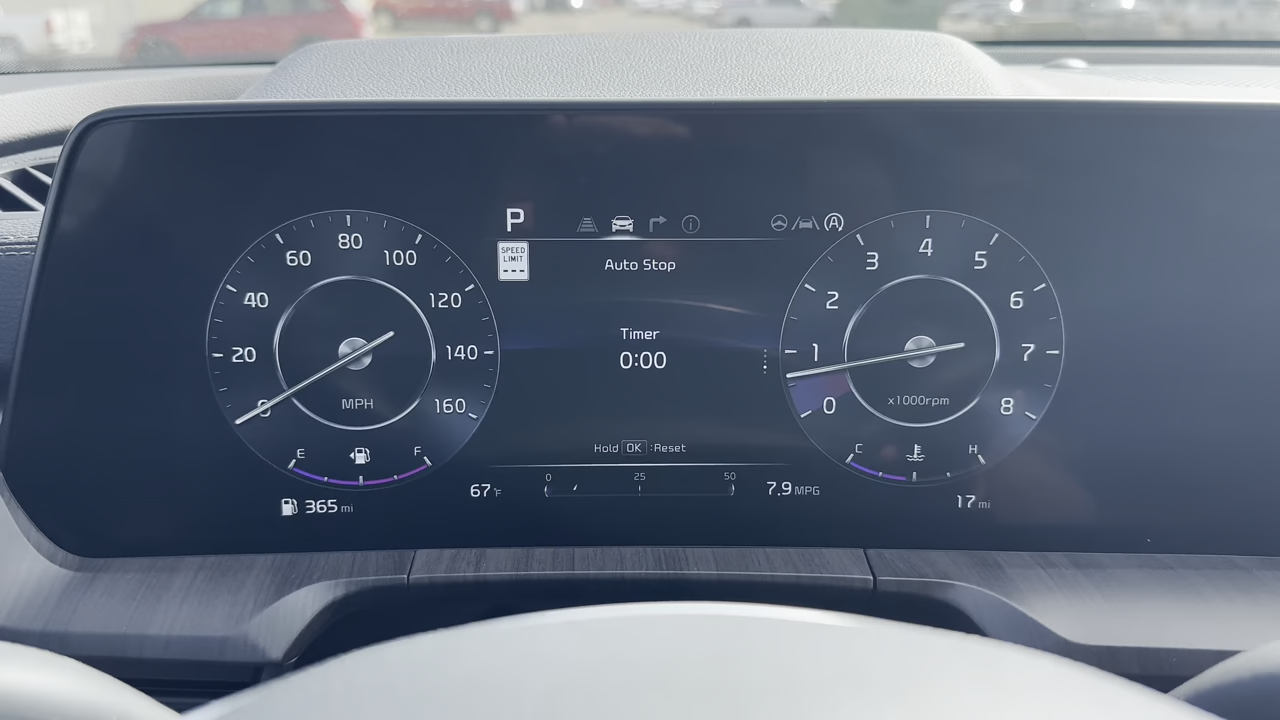 P
SPEED
LIMIT
---
Auto Stop
Timer
0:00
Hold OK :Reset
0 20 40 60 80 100 120 140 160
MPH
E F
365 mi
67°F
0 25 50
7.9 MPG
A
0 1 2 3 4 5 6 7 8
x1000rpm
C H
17 mi